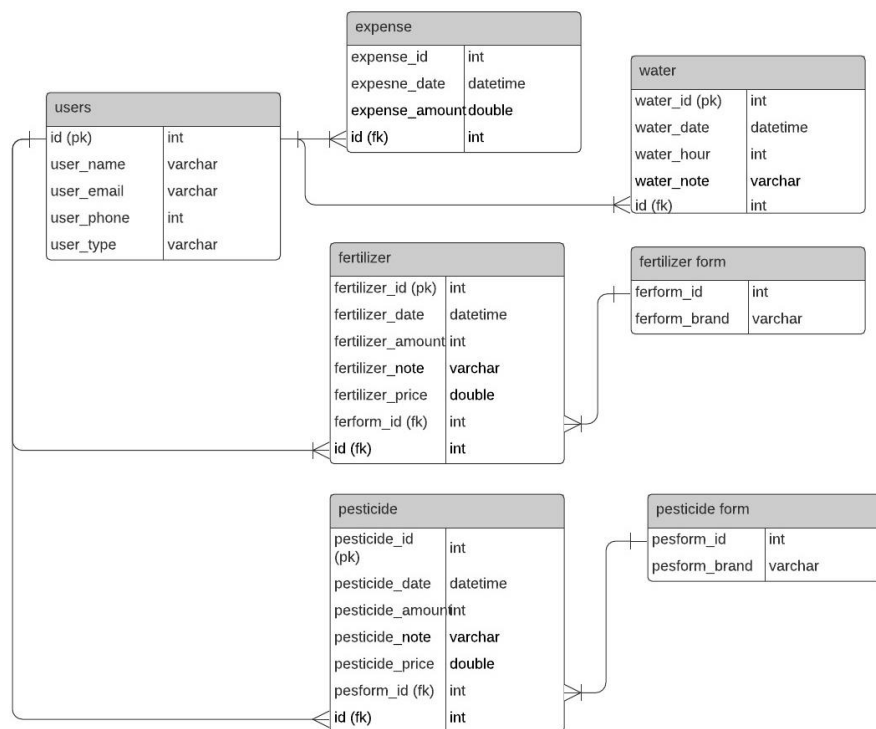 expense
expense_id int
expesne_date datetime
expense_amount double
id (fk) int
water
water_id (pk) int
water_date datetime
water_hour int
water_note varchar
id (fk) int
users
id (pk) int
user_name varchar
user_email varchar
user_phone int
user_type varchar
fertilizer
fertilizer_id (pk) int
fertilizer_date datetime
fertilizer_amount int
fertilizer_note varchar
fertilizer_price double
ferform_id (fk) int
id (fk) int
fertilizer form
ferform_id int
ferform_brand varchar
pesticide
pesticide_id
(pk) int
pesticide_date datetime
pesticide_amount int
pesticide_note varchar
pesticide_price double
pesform_id (fk) int
id (fk) int
pesticide form
pesform_id int
pesform_brand varchar